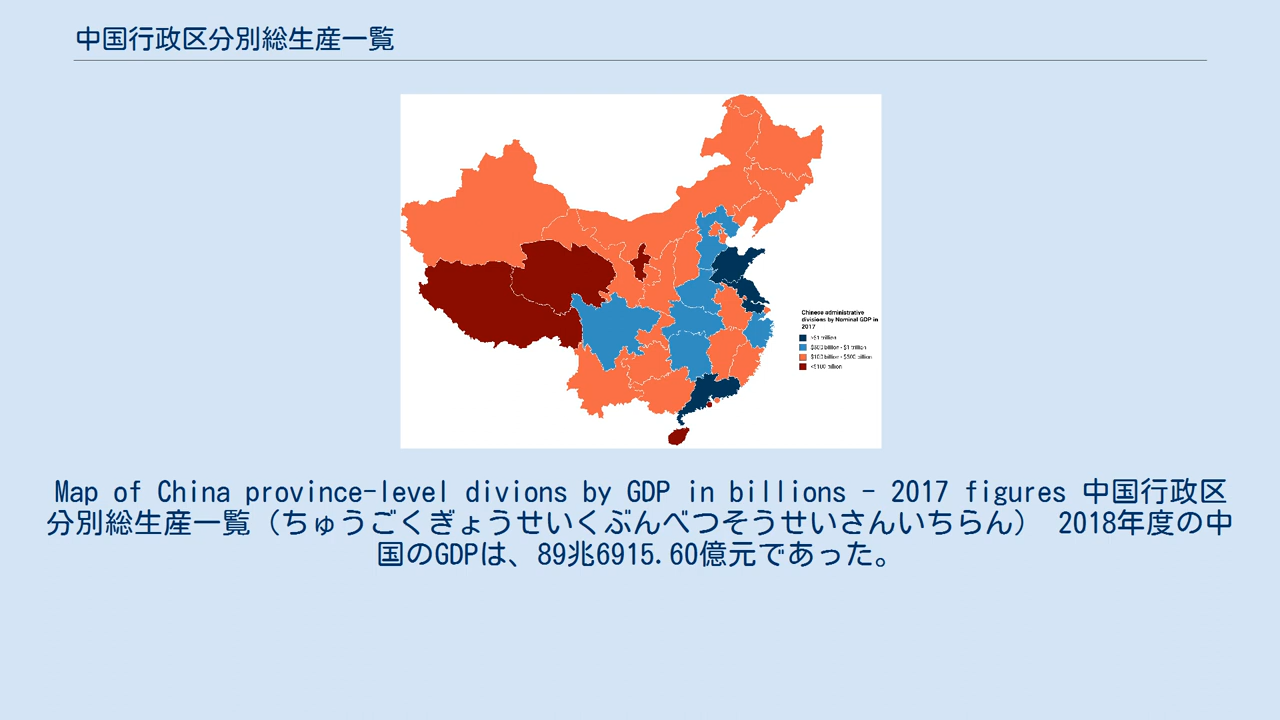 中国行政区分別総生産一覧
Chinese administrative
divisions by Nominal GDP in
2017
>$1 trillion
$500 billion - $1 trillion
$100 billion - $500 billion
<$100 billion
Map of China province-level divions by GDP in billions - 2017 figures 中国行政区
分別総生産一覧（ちゅうごくぎょうせいくぶんべつそうせいさんいちらん） 2018年度の中
国のGDPは、89兆6915.60億元であった。